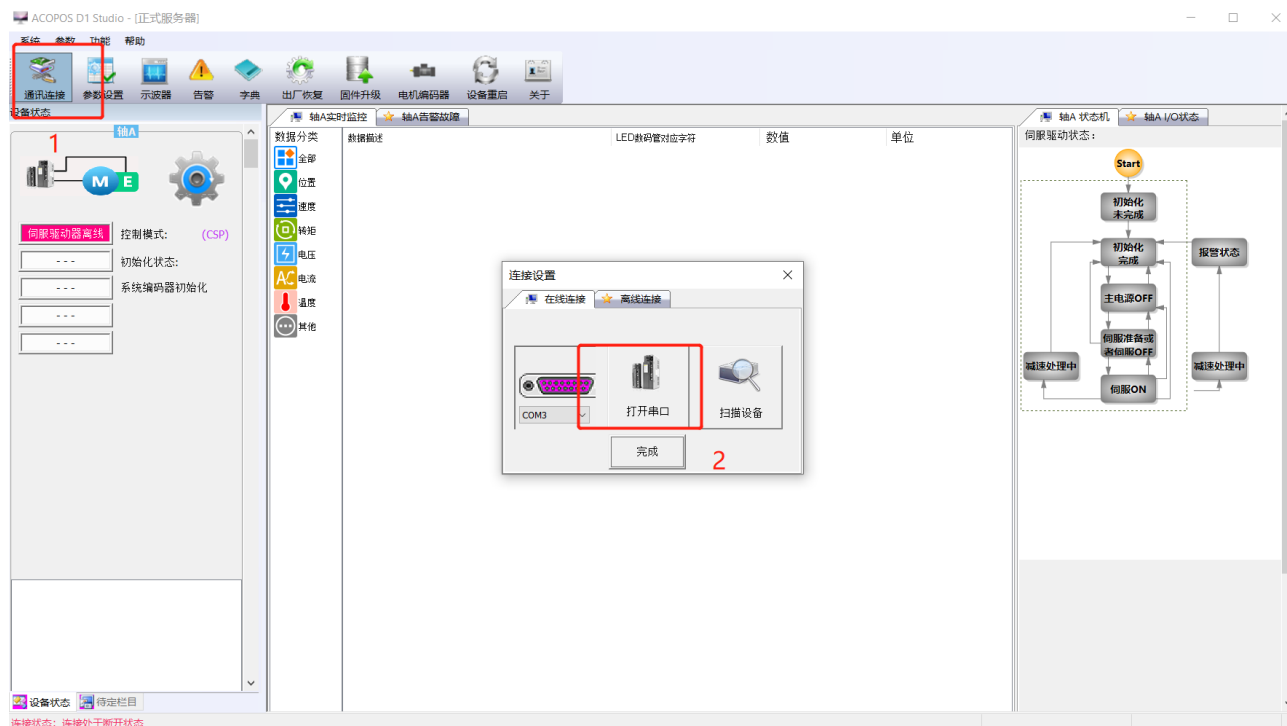 ACOPOS D1 Studio - [正式服务器]
系统 参数 功能 帮助
通讯连接 参数设置 示波器 告警 字典 出厂恢复 固件升级 电机编码器 设备重启 关于
设备状态
1
轴A
M E
伺服驱动器离线 控制模式: (CSP)
- - - 初始化状态:
- - - 系统编码器初始化
- - -
- - -
设备状态 待定栏目
连接状态: 连接处于断开状态
轴A实时监控 轴A告警故障
数据分类 数据描述 LED数码管对应字符 数值 单位
全部
位置
速度
转矩
电压
AC 电流
温度
其他
连接设置
在线连接 离线连接
COM3 打开串口 扫描设备
完成
2
轴A 状态机 轴A I/O状态
伺服驱动状态：
Start
初始化
未完成
初始化
完成
报警状态
主电源OFF
伺服准备或
者伺服OFF
减速处理中 减速处理中
伺服ON